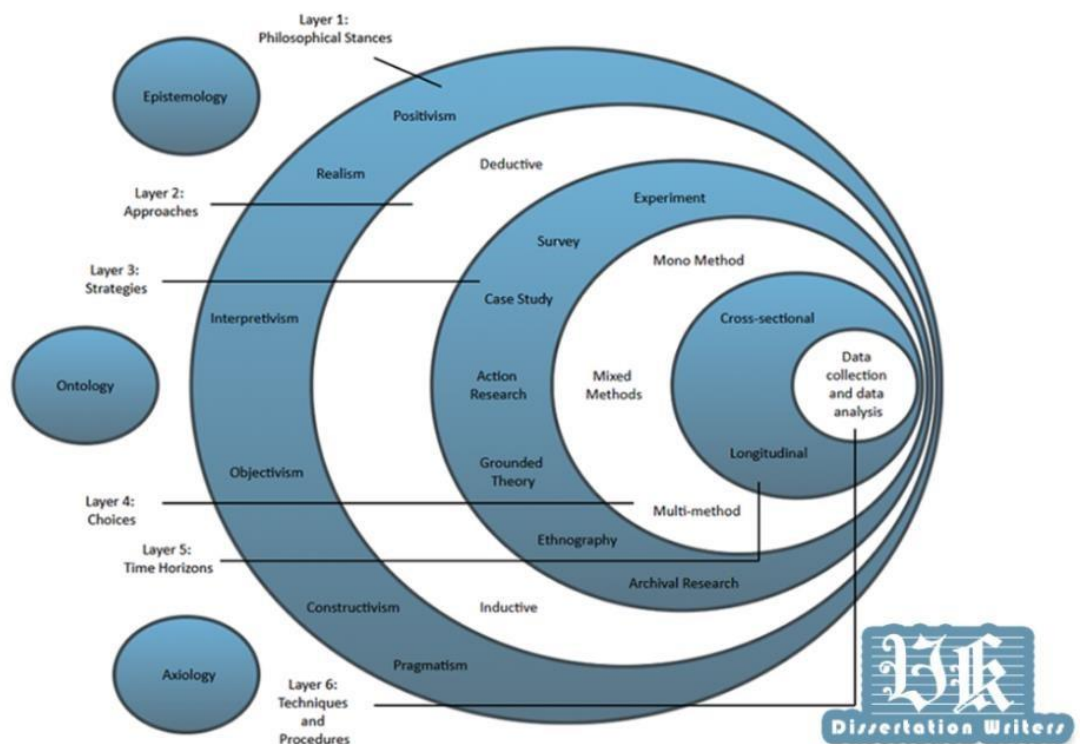 Layer 1:
Philosophical Stances
Epistemology
Positivism
Realism
Deductive
Layer 2:
Approaches
Experiment
Survey
Mono Method
Layer 3:
Strategies
Case Study
Cross-sectional
Interpretivism
Ontology
Action
Research
Mixed
Methods
Data
collection
and data
analysis
Longitudinal
Objectivism
Grounded
Theory
Layer 4:
Choices
Multi-method
Ethnography
Layer 5:
Time Horizons
Archival Research
Constructivism
Inductive
Pragmatism
Axiology
Layer 6:
Techniques
and
Procedures
Uk
Dissertation Writers